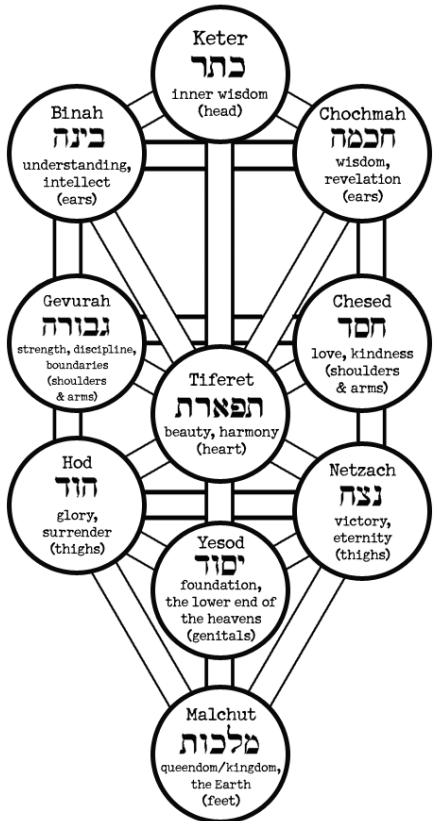 Keter
כתר
inner wisdom
(head)
Binah
בינה
understanding,
intellect
(ears)
Chochmah
חכמה
wisdom,
revelation
(ears)
Gevurah
גבורה
strength, discipline,
boundaries
(shoulders
& arms)
Chesed
חסד
love, kindness
(shoulders
& arms)
Tiferet
תפארת
beauty, harmony
(heart)
Hod
הוד
glory,
surrender
(thighs)
Netzach
נצח
victory,
eternity
(thighs)
Yesod
יסוד
foundation,
the lower end of
the heavens
(genitals)
Malchut
מלכות
queendom/kingdom,
the Earth
(feet)